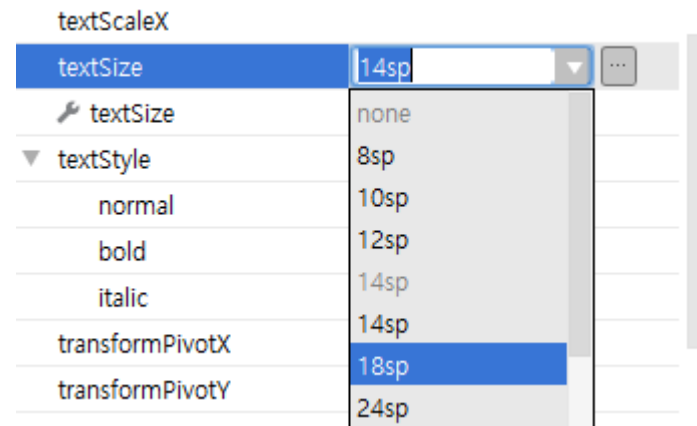 textScaleX
textSize 14sp ...
textSize none
textStyle 8sp
normal 10sp
bold 12sp
italic 14sp
14sp
transformPivotX 18sp
transformPivotY 24sp